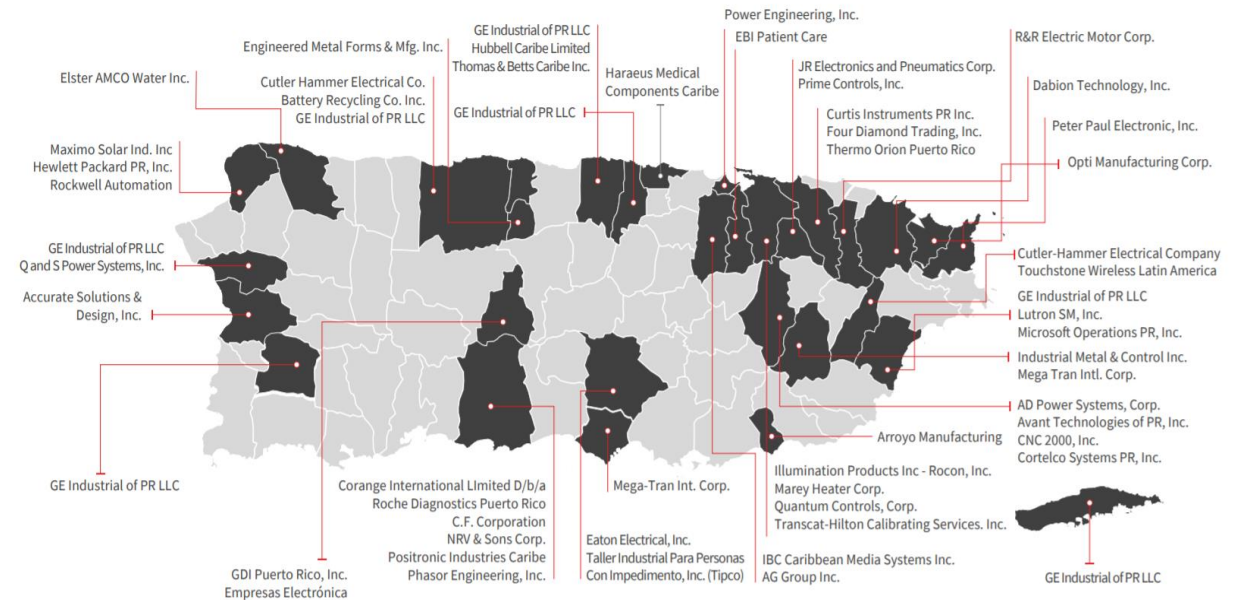 Power Engineering, Inc.
EBI Patient Care
GE Industrial of PR LLC
Hubbell Caribe Limited
Thomas & Betts Caribe Inc.
R&R Electric Motor Corp.
Engineered Metal Forms & Mfg. Inc.
Elster AMCO Water Inc.
Cutler Hammer Electrical Co.
Battery Recycling Co. Inc.
GE Industrial of PR LLC
Haraeus Medical
Components Caribe
JR Electronics and Pneumatics Corp.
Prime Controls, Inc.
Dabion Technology, Inc.
GE Industrial of PR LLC
Curtis Instruments PR Inc.
Four Diamond Trading, Inc.
Thermo Orion Puerto Rico
Peter Paul Electronic, Inc.
Maximo Solar Ind. Inc
Hewlett Packard PR, Inc.
Rockwell Automation
Opti Manufacturing Corp.
GE Industrial of PR LLC
Q and S Power Systems, Inc.
Cutler-Hammer Electrical Company
Touchstone Wireless Latin America
Accurate Solutions &
Design, Inc.
GE Industrial of PR LLC
Lutron SM, Inc.
Microsoft Operations PR, Inc.
Industrial Metal & Control Inc.
Mega Tran Intl. Corp.
AD Power Systems, Corp.
Avant Technologies of PR, Inc.
CNC 2000, Inc.
Cortelco Systems PR, Inc.
Arroyo Manufacturing
GE Industrial of PR LLC
Corange International LImited D/b/a
Roche Diagnostics Puerto Rico
C.F. Corporation
NRV & Sons Corp.
Positronic Industries Caribe
Phasor Engineering, Inc.
Mega-Tran Int. Corp.
Illumination Products Inc - Rocon, Inc.
Marey Heater Corp.
Quantum Controls, Corp.
Transcat-Hilton Calibrating Services. Inc.
Eaton Electrical, Inc.
Taller Industrial Para Personas
Con Impedimento, Inc. (Tipco)
IBC Caribbean Media Systems Inc.
AG Group Inc.
GDI Puerto Rico, Inc.
Empresas Electrónica
GE Industrial of PR LLC